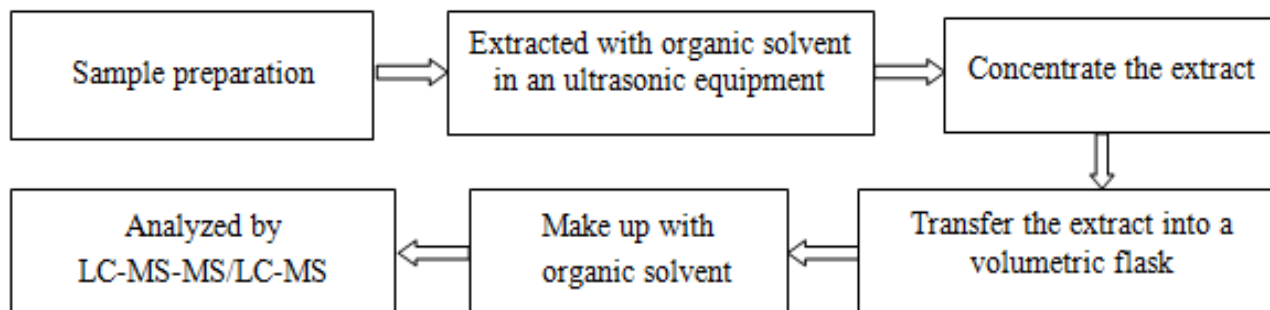 Sample preparation
Extracted with organic solvent
in an ultrasonic equipment
Concentrate the extract
Transfer the extract into a
volumetric flask
Make up with
organic solvent
Analyzed by
LC-MS-MS/LC-MS